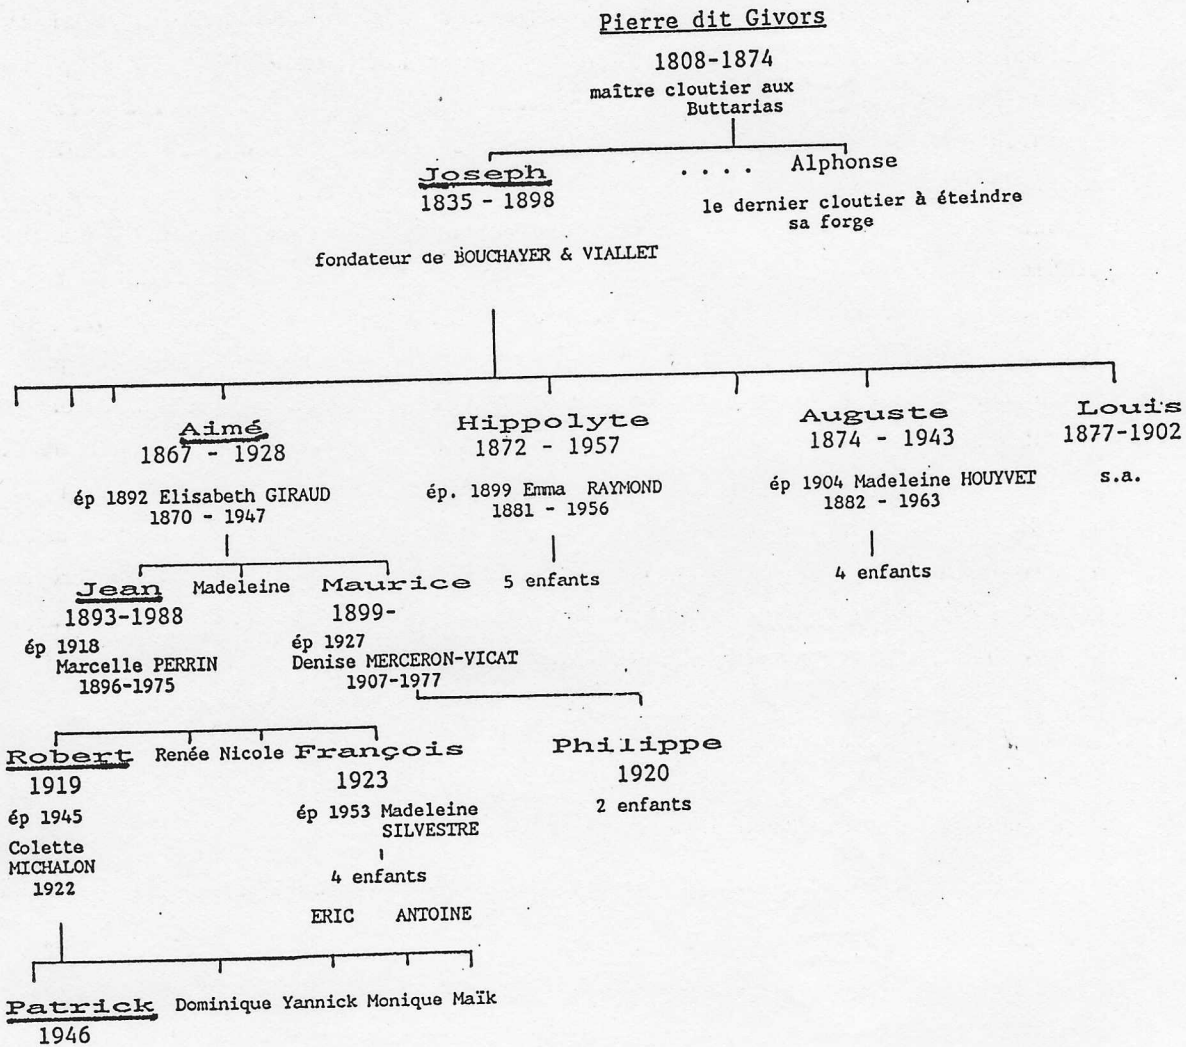 Pierre dit Givors
1808-1874
maître cloutier aux
Buttarias
Joseph
1835 - 1898
fondateur de BOUCHAYER & VIALLET
. . . . Alphonse
le dernier cloutier à éteindre
sa forge
Aimé
1867 - 1928
ép 1892 Elisabeth GIRAUD
1870 - 1947
Hippolyte
1872 - 1957
ép. 1899 Emma RAYMOND
1881 - 1956
5 enfants
Auguste
1874 - 1943
ép 1904 Madeleine HOUYVET
1882 - 1963
4 enfants
Louis
1877-1902
s.a.
Jean
1893-1988
ép 1918
Marcelle PERRIN
1896-1975
Madeleine
Maurice
1899-
ép 1927
Denise MERCERON-VICAT
1907-1977
Robert
1919
ép 1945
Colette
MICHALON
1922
Renée Nicole
François
1923
ép 1953 Madeleine
SILVESTRE
4 enfants
ERIC ANTOINE
Philippe
1920
2 enfants
Patrick
1946
Dominique Yannick Monique Maïk